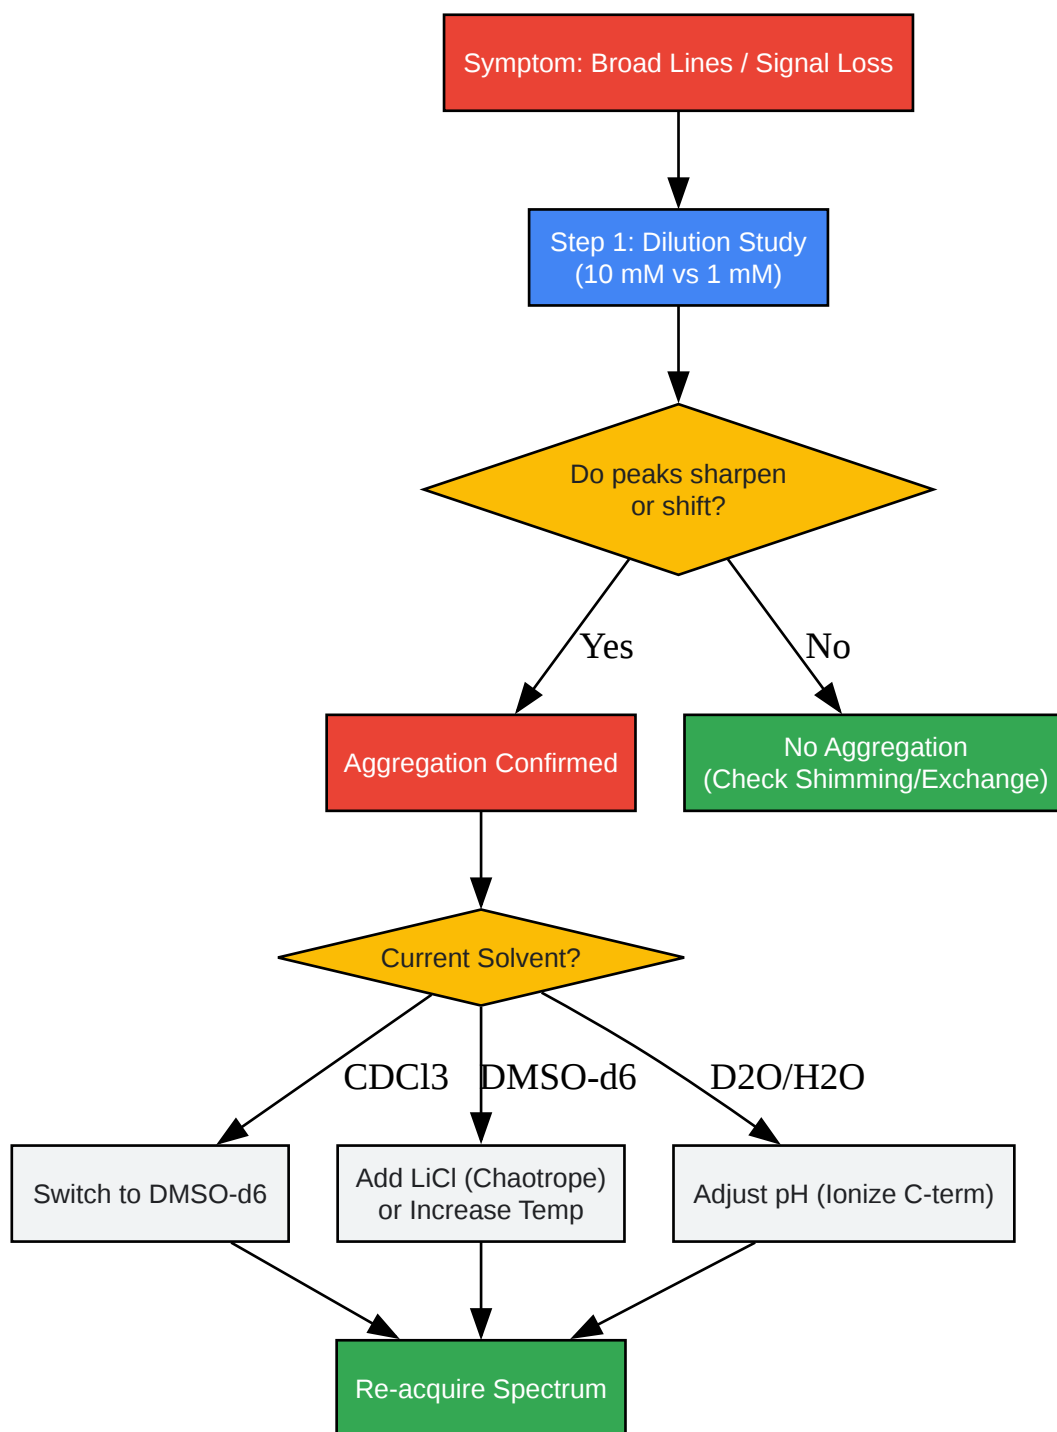 Symptom: Broad Lines / Signal Loss
Step 1: Dilution Study
(10 mM vs 1 mM)
Do peaks sharpen
or shift?
Yes
No
Aggregation Confirmed
No Aggregation
(Check Shimming/Exchange)
Current Solvent?
CDCl3
DMSO-d6
D2O/H2O
Switch to DMSO-d6
Add LiCl (Chaotrope)
or Increase Temp
Adjust pH (Ionize C-term)
Re-acquire Spectrum